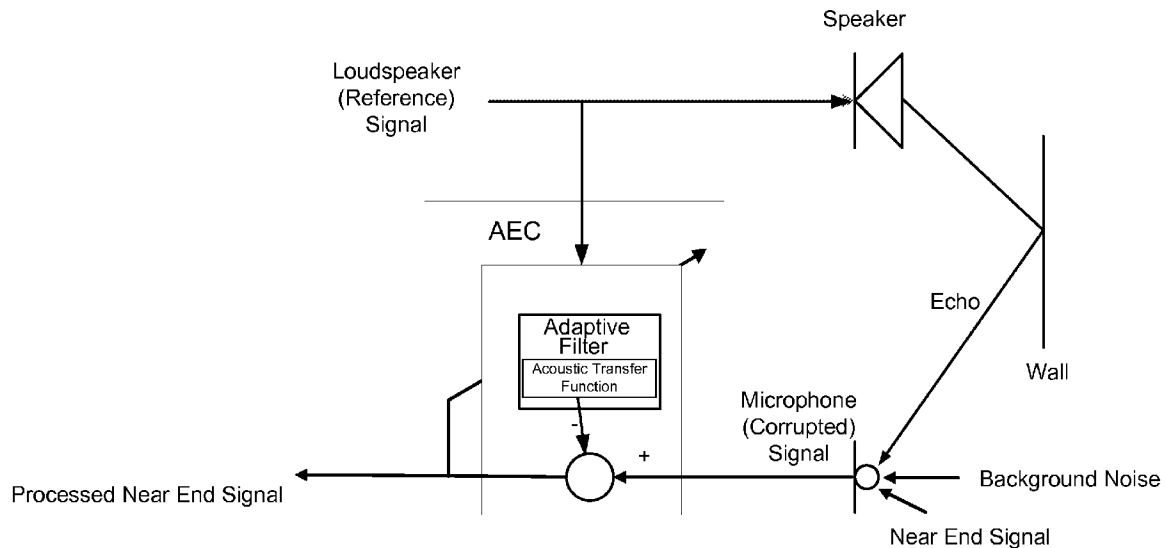 Speaker
Loudspeaker
(Reference)
Signal
AEC
Adaptive
Filter
Acoustic Transfer
Function
-
+
Echo
Wall
Microphone
(Corrupted)
Signal
Processed Near End Signal
Background Noise
Near End Signal